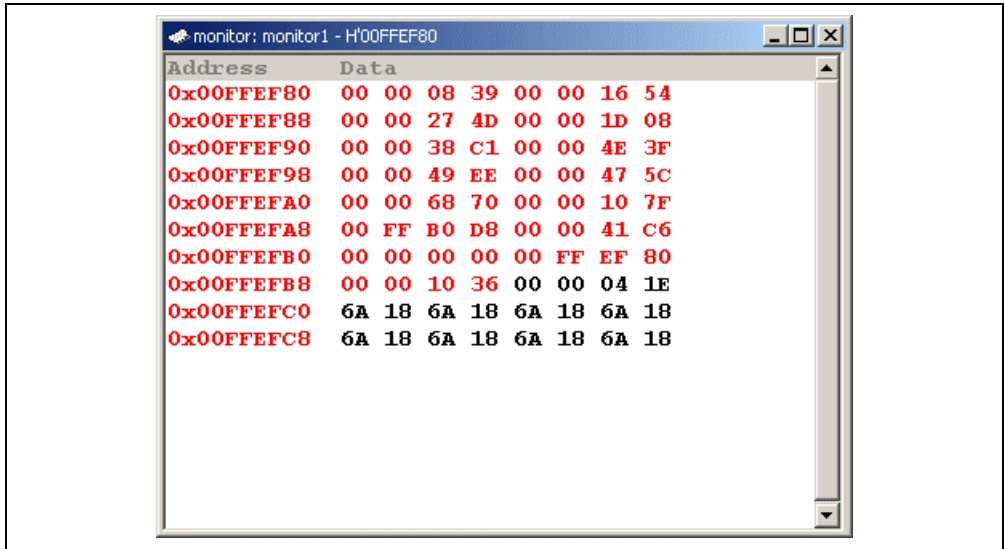 monitor: monitor1 - H'00FFEF80
Address Data
0x00FFEF80 00 00 08 39 00 00 16 54
0x00FFEF88 00 00 27 4D 00 00 1D 08
0x00FFEF90 00 00 38 C1 00 00 4E 3F
0x00FFEF98 00 00 49 EE 00 00 47 5C
0x00FFEFA0 00 00 68 70 00 00 10 7F
0x00FFEFA8 00 FF B0 D8 00 00 41 C6
0x00FFEFB0 00 00 00 00 00 FF EF 80
0x00FFEFB8 00 00 10 36 00 00 04 1E
0x00FFEFC0 6A 18 6A 18 6A 18 6A 18
0x00FFEFC8 6A 18 6A 18 6A 18 6A 18